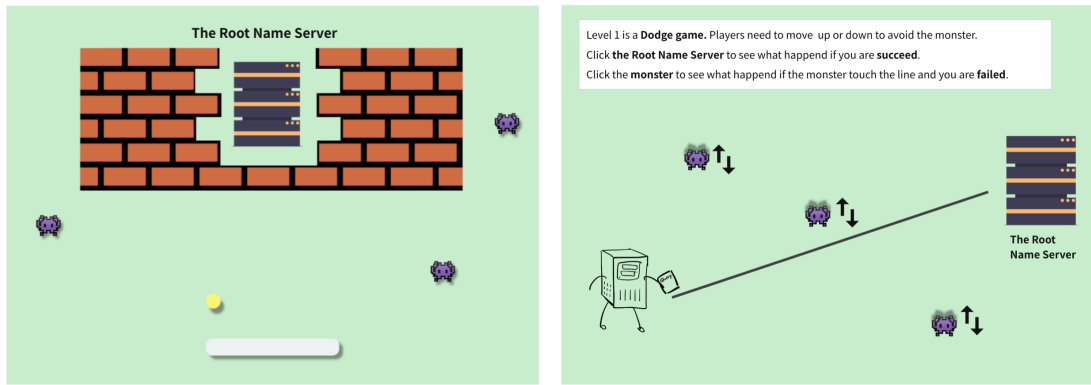 The Root Name Server
Level 1 is a Dodge game. Players need to move up or down to avoid the monster.
Click the Root Name Server to see what happend if you are succeed.
Click the monster to see what happend if the monster touch the line and you are failed.
The Root
Name Server